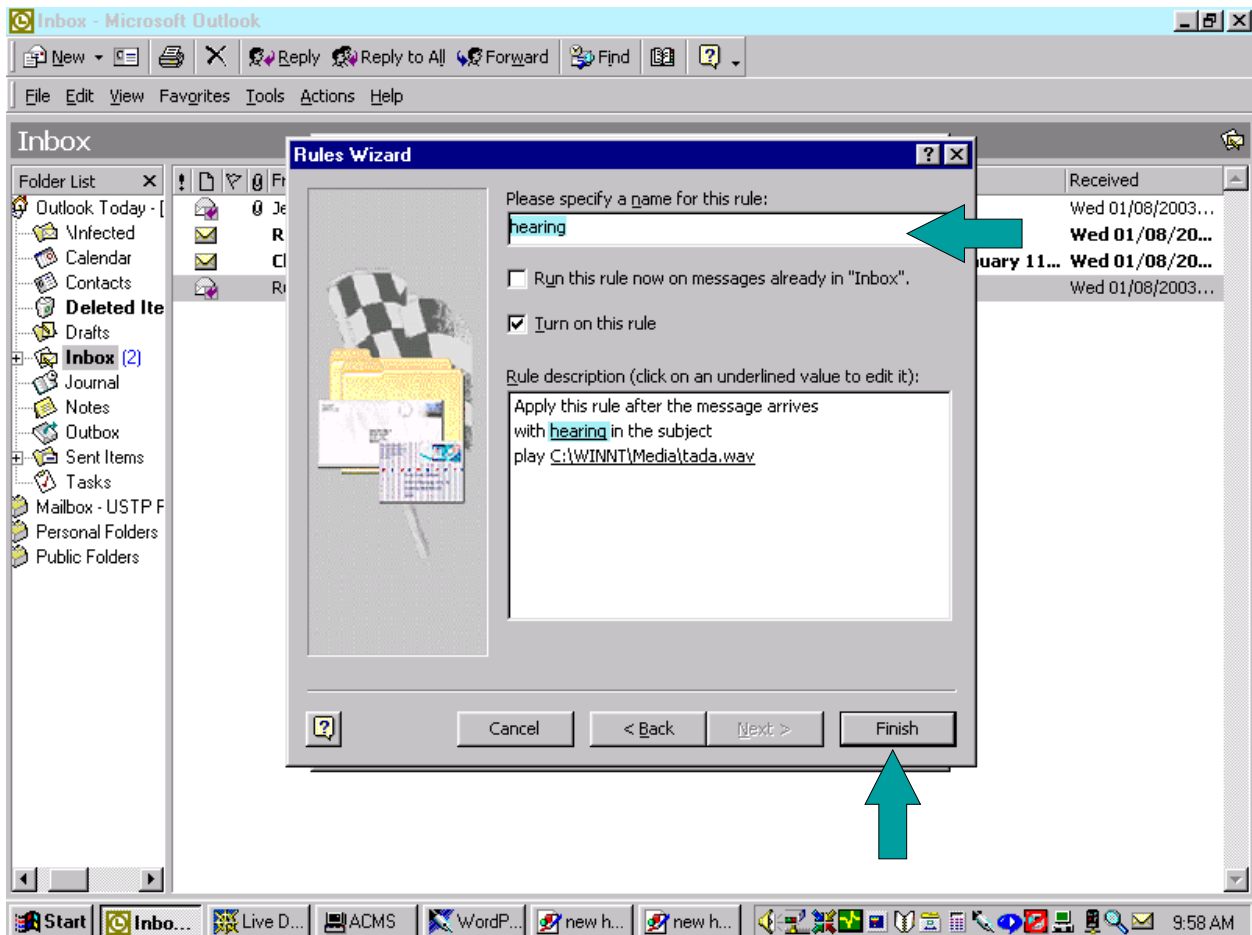 Inbox - Microsoft Outlook
New Reply Reply to All Forward Find
File Edit View Favorites Tools Actions Help
Inbox
Folder List
Outlook Today - [
\Infected
Calendar
Contacts
Deleted Ite
Drafts
Inbox (2)
Journal
Notes
Outbox
Sent Items
Tasks
Mailbox - USTP F
Personal Folders
Public Folders
Received
Wed 01/08/2003...
Wed 01/08/20...
uary 11... Wed 01/08/20...
Wed 01/08/2003...
Rules Wizard
Please specify a name for this rule:
hearing
Run this rule now on messages already in "Inbox".
Turn on this rule
Rule description (click on an underlined value to edit it):
Apply this rule after the message arrives
with hearing in the subject
play C:\WINNT\Media\tada.wav
Cancel < Back Next > Finish
Start Inbo... Live D... ACMS WordP... new h... new h... 9:58 AM